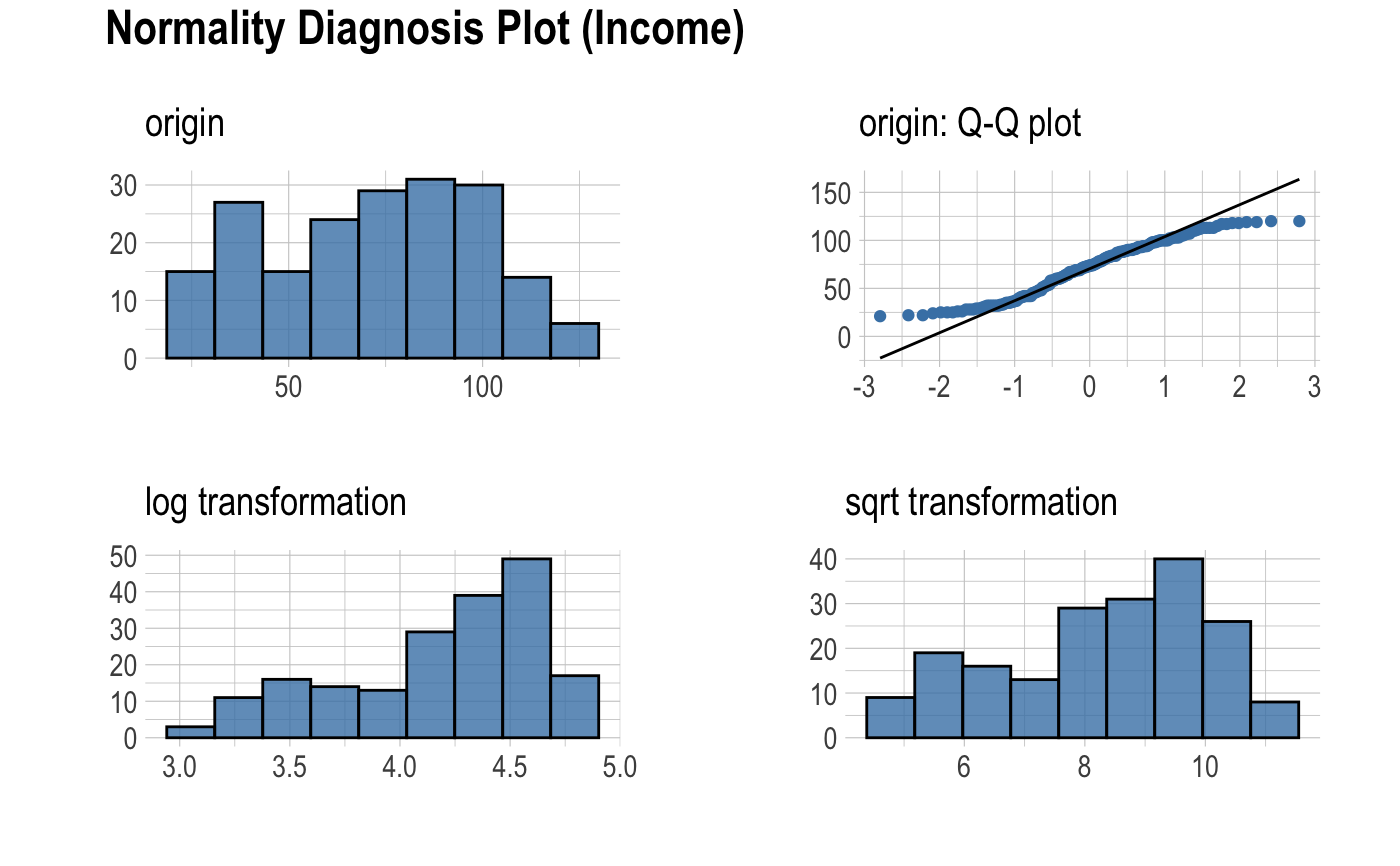 Normality Diagnosis Plot (Income)
origin
30
20
10
0
50 100
origin: Q-Q plot
150
100
50
0
-3 -2 -1 0 1 2 3
log transformation
50
40
30
20
10
0
3.0 3.5 4.0 4.5 5.0
sqrt transformation
40
30
20
10
0
6 8 10